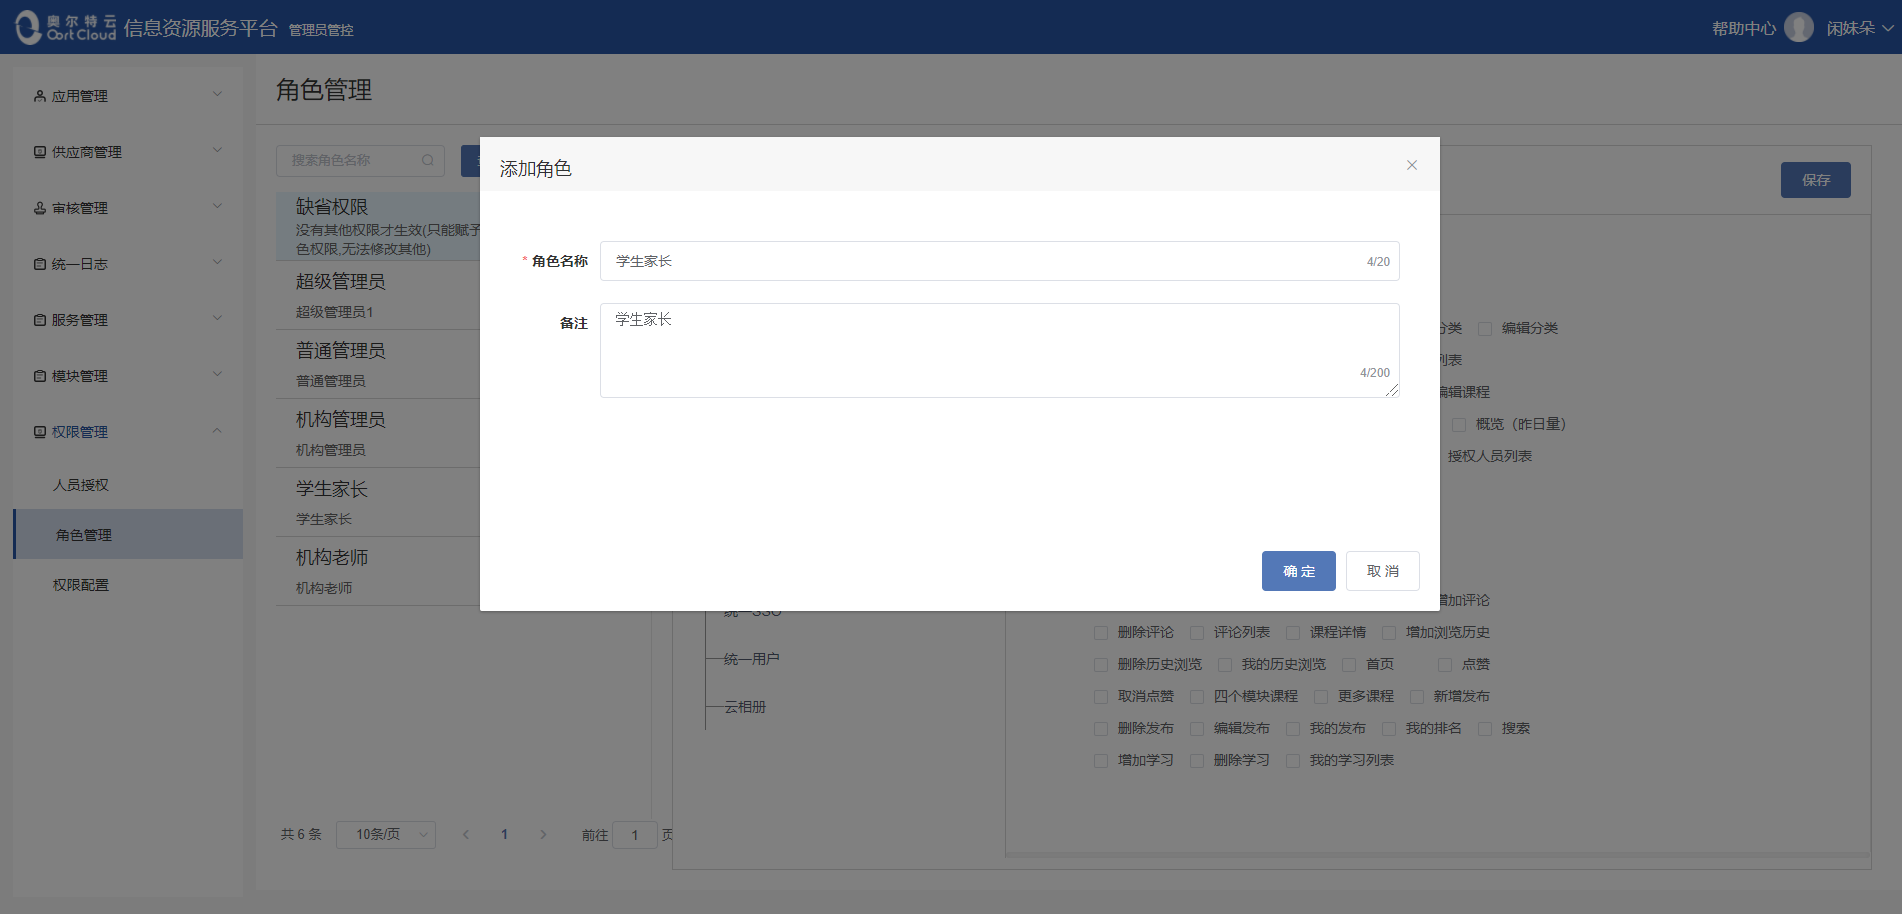 奥尔特云
Oort Cloud
信息资源服务平台 管理员管控
帮助中心
闲妹朵
应用管理
供应商管理
审核管理
统一日志
服务管理
模块管理
权限管理
人员授权
角色管理
权限配置
角色管理
搜索角色名称
缺省权限
没有其他权限才生效(只能赋予
色权限,无法修改其他)
超级管理员
超级管理员1
普通管理员
普通管理员
机构管理员
机构管理员
学生家长
学生家长
机构老师
机构老师
共 6 条 10条/页 1 前往 1 页
添加角色
* 角色名称 学生家长 4/20
备注 学生家长
4/200
确 定 取 消
保存
分类 编辑分类
列表
编辑课程
概览（昨日量）
授权人员列表
统一SSO
统一用户
云相册
增加评论
删除评论 评论列表 课程详情 增加浏览历史
删除历史浏览 我的历史浏览 首页 点赞
取消点赞 四个模块课程 更多课程 新增发布
删除发布 编辑发布 我的发布 我的排名 搜索
增加学习 删除学习 我的学习列表